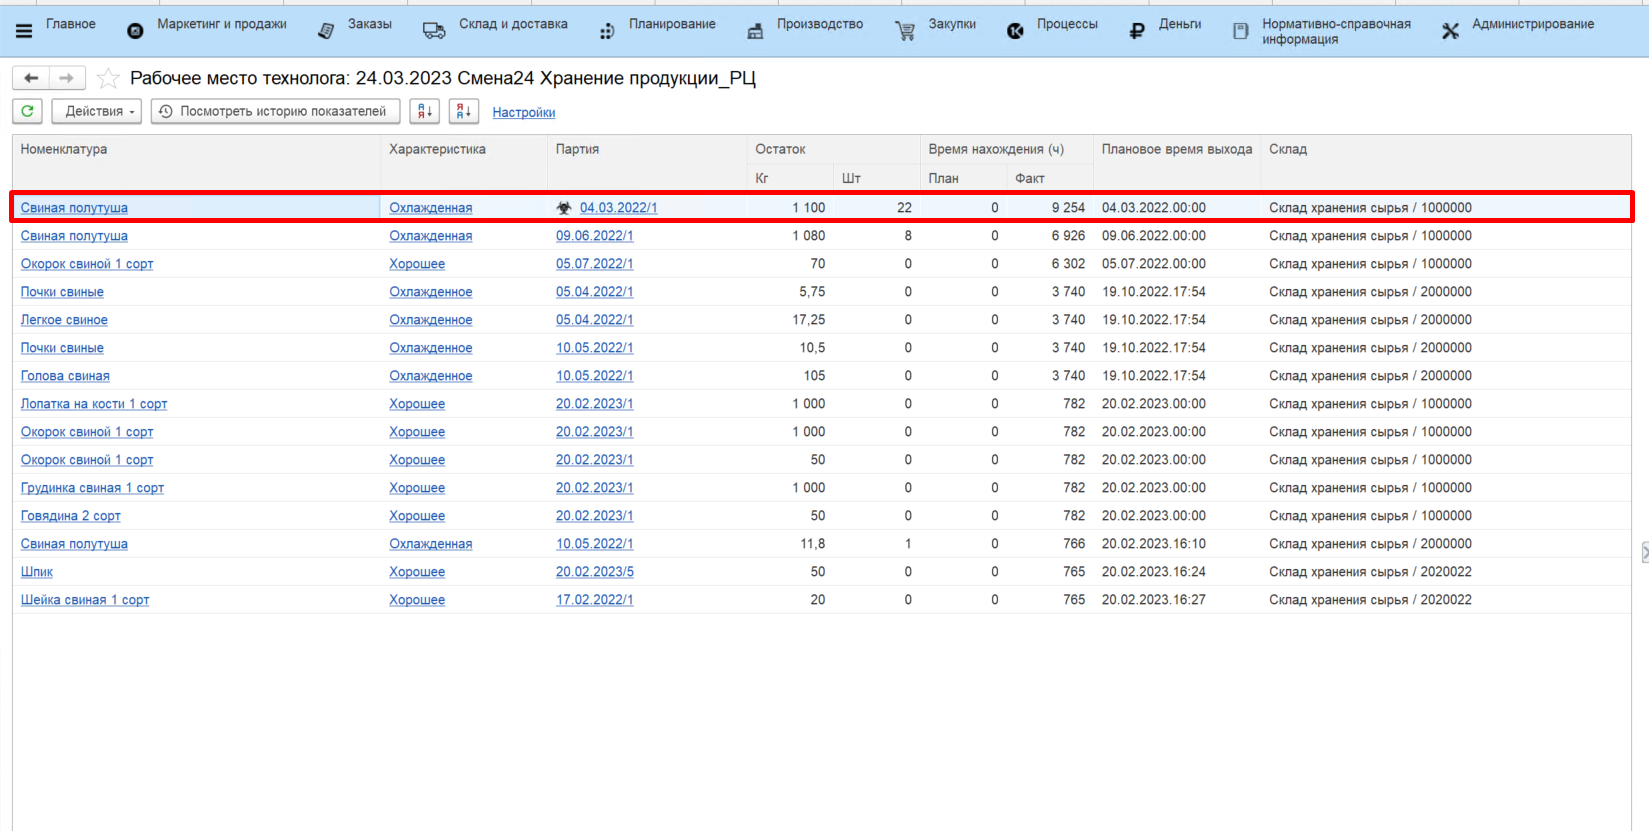 Главное Маркетинг и продажи Заказы Склад и доставка Планирование Производство Закупки Процессы Деньги Нормативно-справочная информация Администрирование
Рабочее место технолога: 24.03.2023 Смена24 Хранение продукции_РЦ
Действия Посмотреть историю показателей А Я Я А Настройки
Номенклатура Характеристика Партия Остаток Время нахождения (ч) Плановое время выхода Склад
Кг Шт План Факт
Свиная полутуша Охлажденная 04.03.2022/1 1 100 22 0 9 254 04.03.2022.00:00 Склад хранения сырья / 1000000
Свиная полутуша Охлажденная 09.06.2022/1 1 080 8 0 6 926 09.06.2022.00:00 Склад хранения сырья / 1000000
Окорок свиной 1 сорт Хорошее 05.07.2022/1 70 0 0 6 302 05.07.2022.00:00 Склад хранения сырья / 1000000
Почки свиные Охлажденное 05.04.2022/1 5,75 0 0 3 740 19.10.2022.17:54 Склад хранения сырья / 2000000
Легкое свиное Охлажденное 05.04.2022/1 17,25 0 0 3 740 19.10.2022.17:54 Склад хранения сырья / 2000000
Почки свиные Охлажденное 10.05.2022/1 10,5 0 0 3 740 19.10.2022.17:54 Склад хранения сырья / 2000000
Голова свиная Охлажденное 10.05.2022/1 105 0 0 3 740 19.10.2022.17:54 Склад хранения сырья / 2000000
Лопатка на кости 1 сорт Хорошее 20.02.2023/1 1 000 0 0 782 20.02.2023.00:00 Склад хранения сырья / 1000000
Окорок свиной 1 сорт Хорошее 20.02.2023/1 1 000 0 0 782 20.02.2023.00:00 Склад хранения сырья / 1000000
Окорок свиной 1 сорт Хорошее 20.02.2023/1 50 0 0 782 20.02.2023.00:00 Склад хранения сырья / 1000000
Грудинка свиная 1 сорт Хорошее 20.02.2023/1 1 000 0 0 782 20.02.2023.00:00 Склад хранения сырья / 1000000
Говядина 2 сорт Хорошее 20.02.2023/1 50 0 0 782 20.02.2023.00:00 Склад хранения сырья / 1000000
Свиная полутуша Охлажденная 10.05.2022/1 11,8 1 0 766 20.02.2023.16:10 Склад хранения сырья / 2000000
Шпик Хорошее 20.02.2023/5 50 0 0 765 20.02.2023.16:24 Склад хранения сырья / 2020022
Шейка свиная 1 сорт Хорошее 17.02.2022/1 20 0 0 765 20.02.2023.16:27 Склад хранения сырья / 2020022